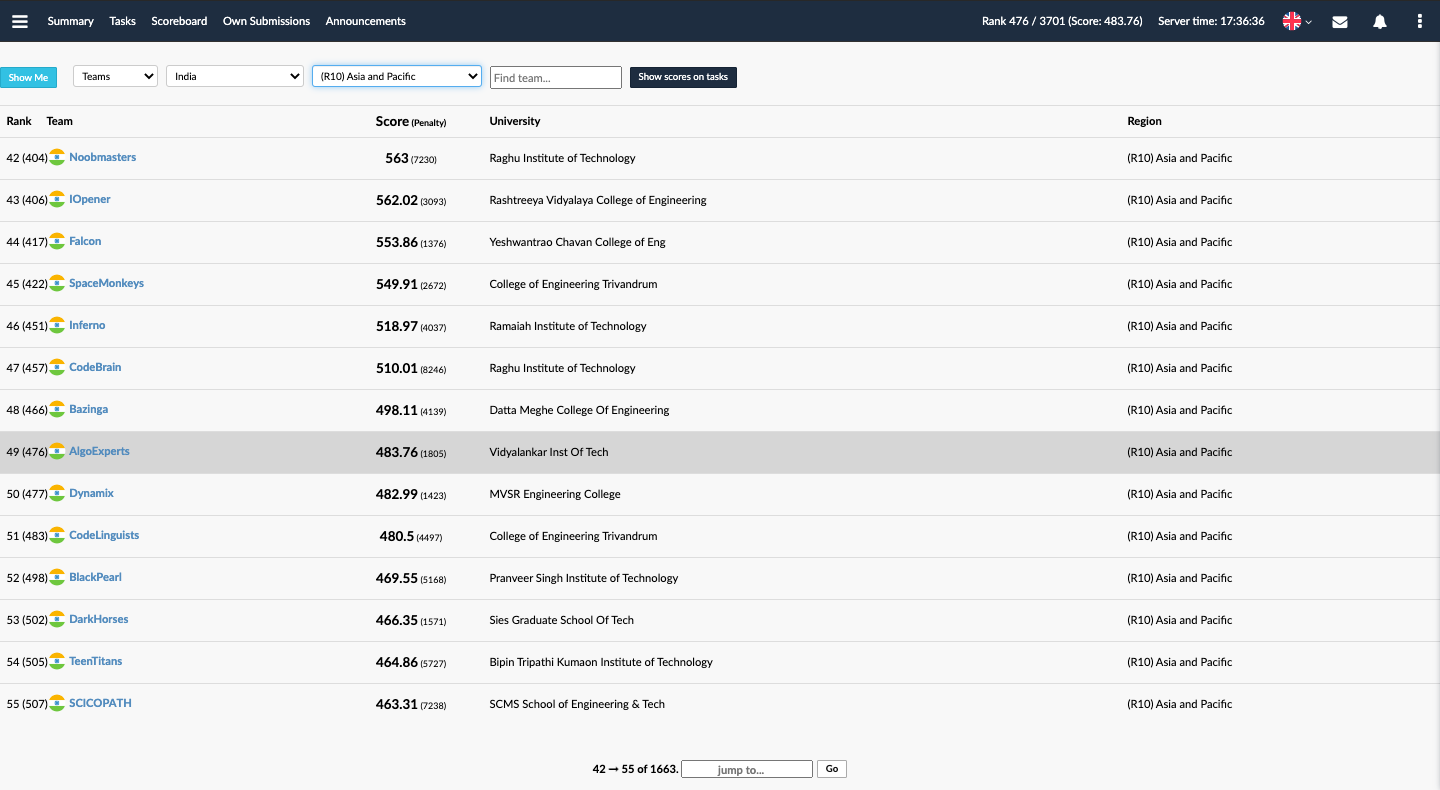 Summary Tasks Scoreboard Own Submissions Announcements Rank 476 / 3701 (Score: 483.76) Server time: 17:36:36
Show Me Teams India (R10) Asia and Pacific Find team... Show scores on tasks
Rank Team Score (Penalty) University Region
42 (404) Noobmasters 563 (7230) Raghu Institute of Technology (R10) Asia and Pacific
43 (406) IOpener 562.02 (3093) Rashtreeya Vidyalaya College of Engineering (R10) Asia and Pacific
44 (417) Falcon 553.86 (1376) Yeshwantrao Chavan College of Eng (R10) Asia and Pacific
45 (422) SpaceMonkeys 549.91 (2672) College of Engineering Trivandrum (R10) Asia and Pacific
46 (451) Inferno 518.97 (4037) Ramaiah Institute of Technology (R10) Asia and Pacific
47 (457) CodeBrain 510.01 (8246) Raghu Institute of Technology (R10) Asia and Pacific
48 (466) Bazinga 498.11 (4139) Datta Meghe College Of Engineering (R10) Asia and Pacific
49 (476) AlgoExperts 483.76 (1805) Vidyalankar Inst Of Tech (R10) Asia and Pacific
50 (477) Dynamix 482.99 (1423) MVSR Engineering College (R10) Asia and Pacific
51 (483) CodeLinguists 480.5 (4497) College of Engineering Trivandrum (R10) Asia and Pacific
52 (498) BlackPearl 469.55 (5168) Pranveer Singh Institute of Technology (R10) Asia and Pacific
53 (502) DarkHorses 466.35 (1571) Sies Graduate School Of Tech (R10) Asia and Pacific
54 (505) TeenTitans 464.86 (5727) Bipin Tripathi Kumaon Institute of Technology (R10) Asia and Pacific
55 (507) SCICOPATH 463.31 (7238) SCMS School of Engineering & Tech (R10) Asia and Pacific
42 → 55 of 1663. jump to... Go